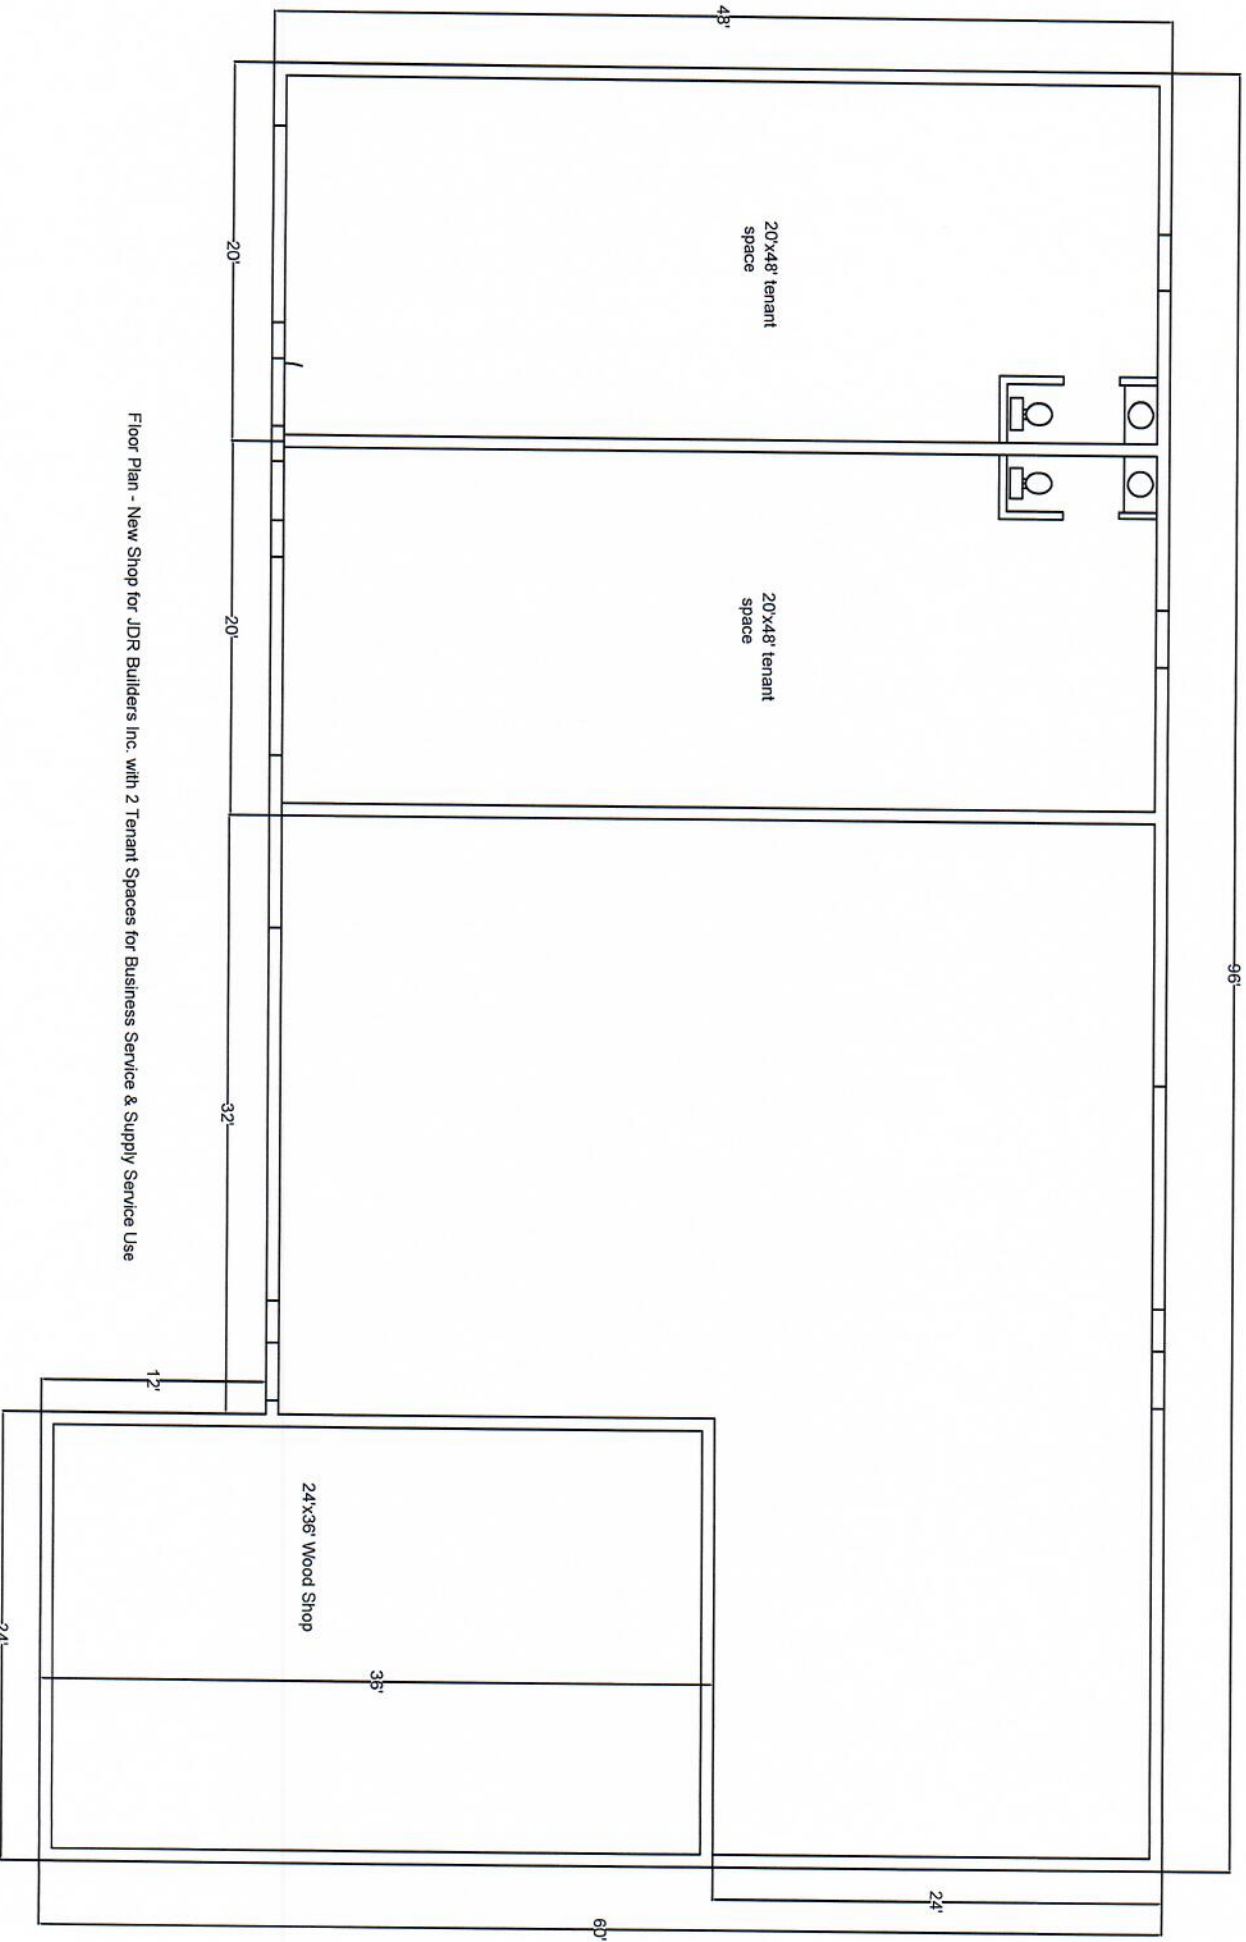 96'
48'
20'x48' tenant
space
20'x48' tenant
space
20'
20'
32'
12'
24'x36' Wood Shop
36'
24'
60'
24'
Floor Plan - New Shop for JDR Builders Inc. with 2 Tenant Spaces for Business Service & Supply Service Use